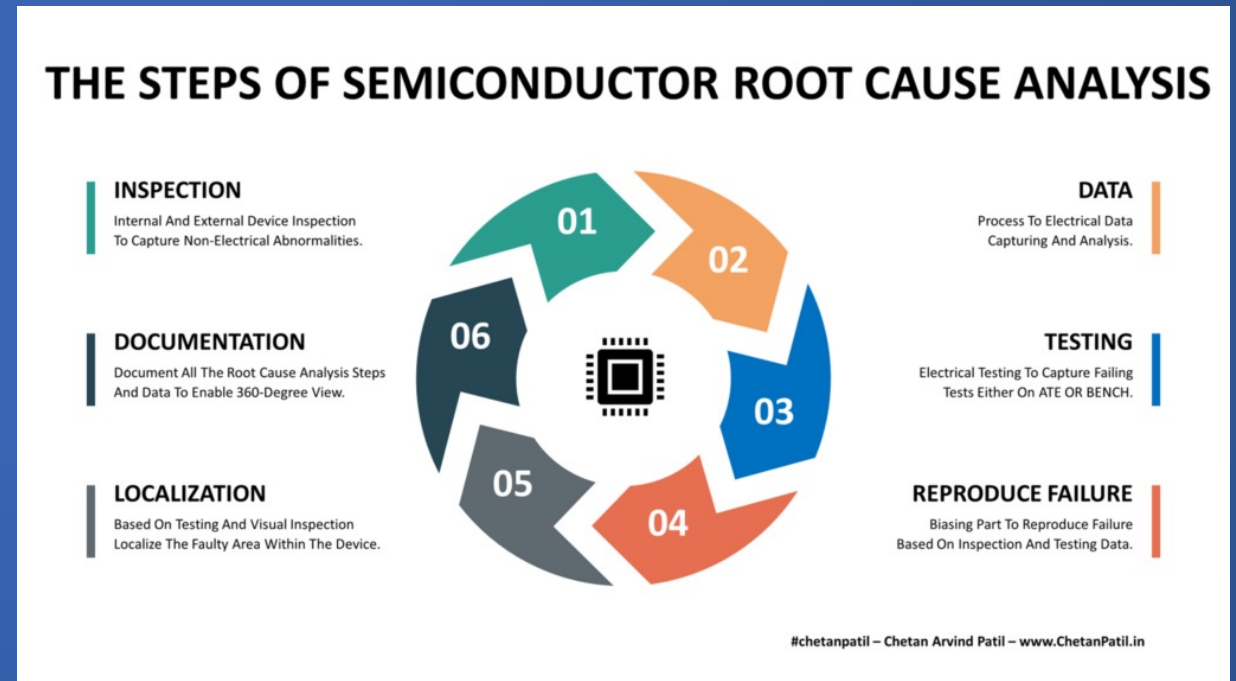 THE STEPS OF SEMICONDUCTOR ROOT CAUSE ANALYSIS
INSPECTION
Internal And External Device Inspection
To Capture Non-Electrical Abnormalities.
DOCUMENTATION
Document All The Root Cause Analysis Steps
And Data To Enable 360-Degree View.
LOCALIZATION
Based On Testing And Visual Inspection
Localize The Faulty Area Within The Device.
01
02
03
04
05
06
DATA
Process To Electrical Data
Capturing And Analysis.
TESTING
Electrical Testing To Capture Failing
Tests Either On ATE OR BENCH.
REPRODUCE FAILURE
Biasing Part To Reproduce Failure
Based On Inspection And Testing Data.
#chetanpatil – Chetan Arvind Patil – www.ChetanPatil.in